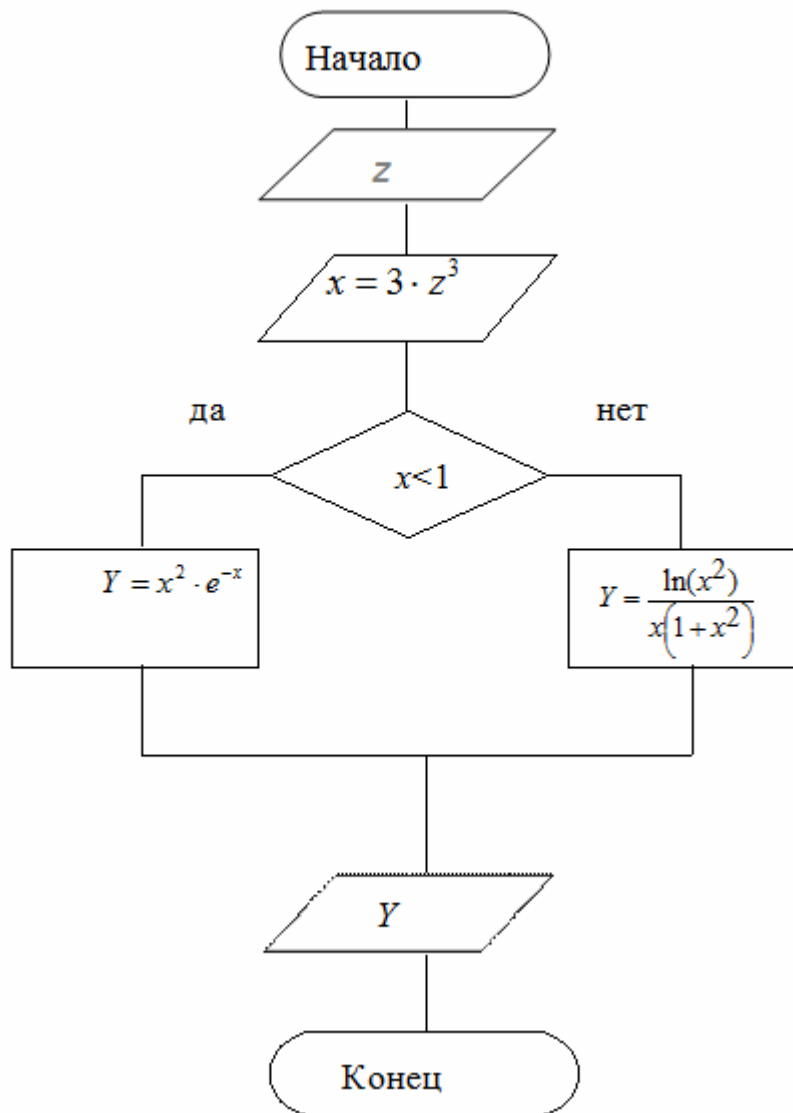 Начало
z
x = 3 · z³
да
нет
x<1
Y = x² · e⁻ˣ
Y = ln(x²) / x(1 + x²)
Y
Конец